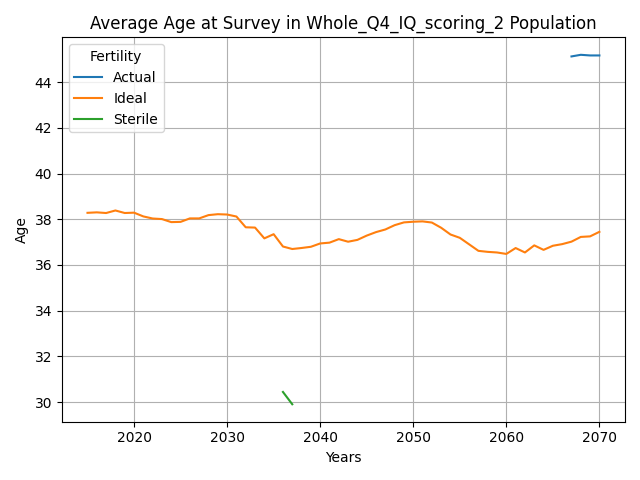 Average Age at Survey in Whole_Q4_IQ_scoring_2 Population
Fertility
Actual
Ideal
Sterile
Age
44
42
40
38
36
34
32
30
2020 2030 2040 2050 2060 2070
Years